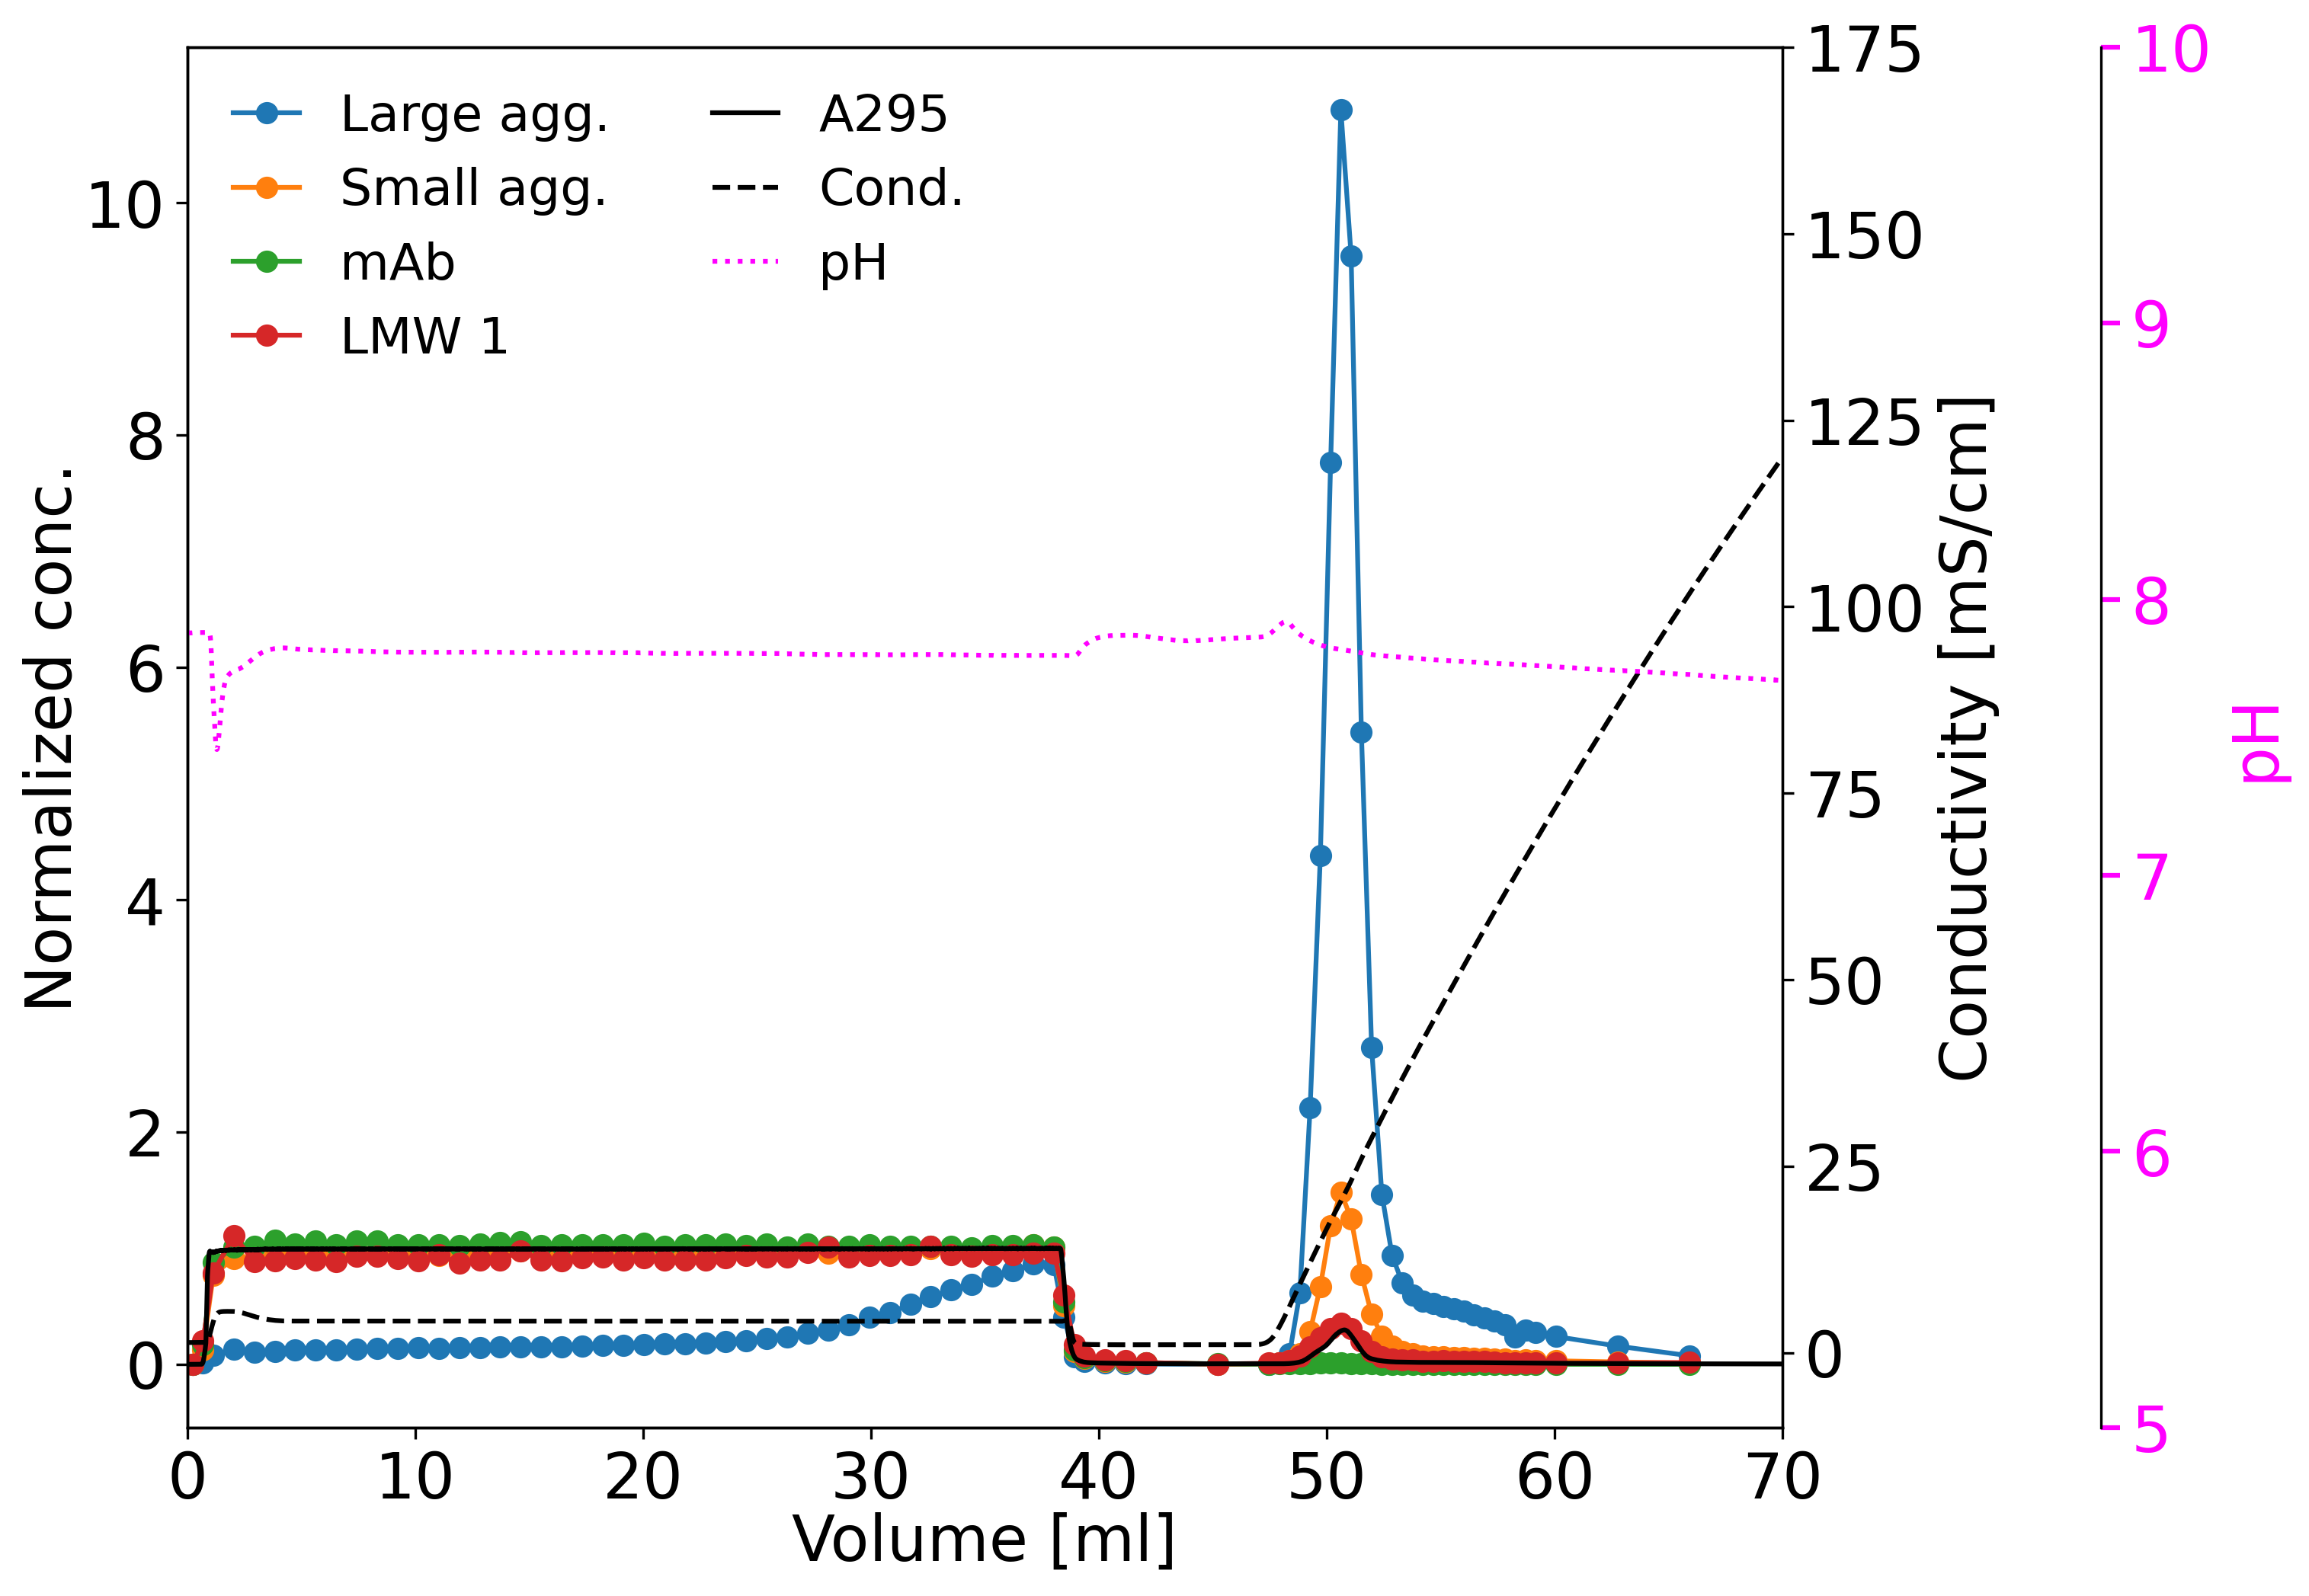 Large agg.
Small agg.
mAb
LMW 1
A295
Cond.
pH
Normalized conc.
10
8
6
4
2
0
0 10 20 30 40 50 60 70
Volume [ml]
175
150
125
100
75
50
25
0
Conductivity [mS/cm]
10
9
8
7
6
5
pH